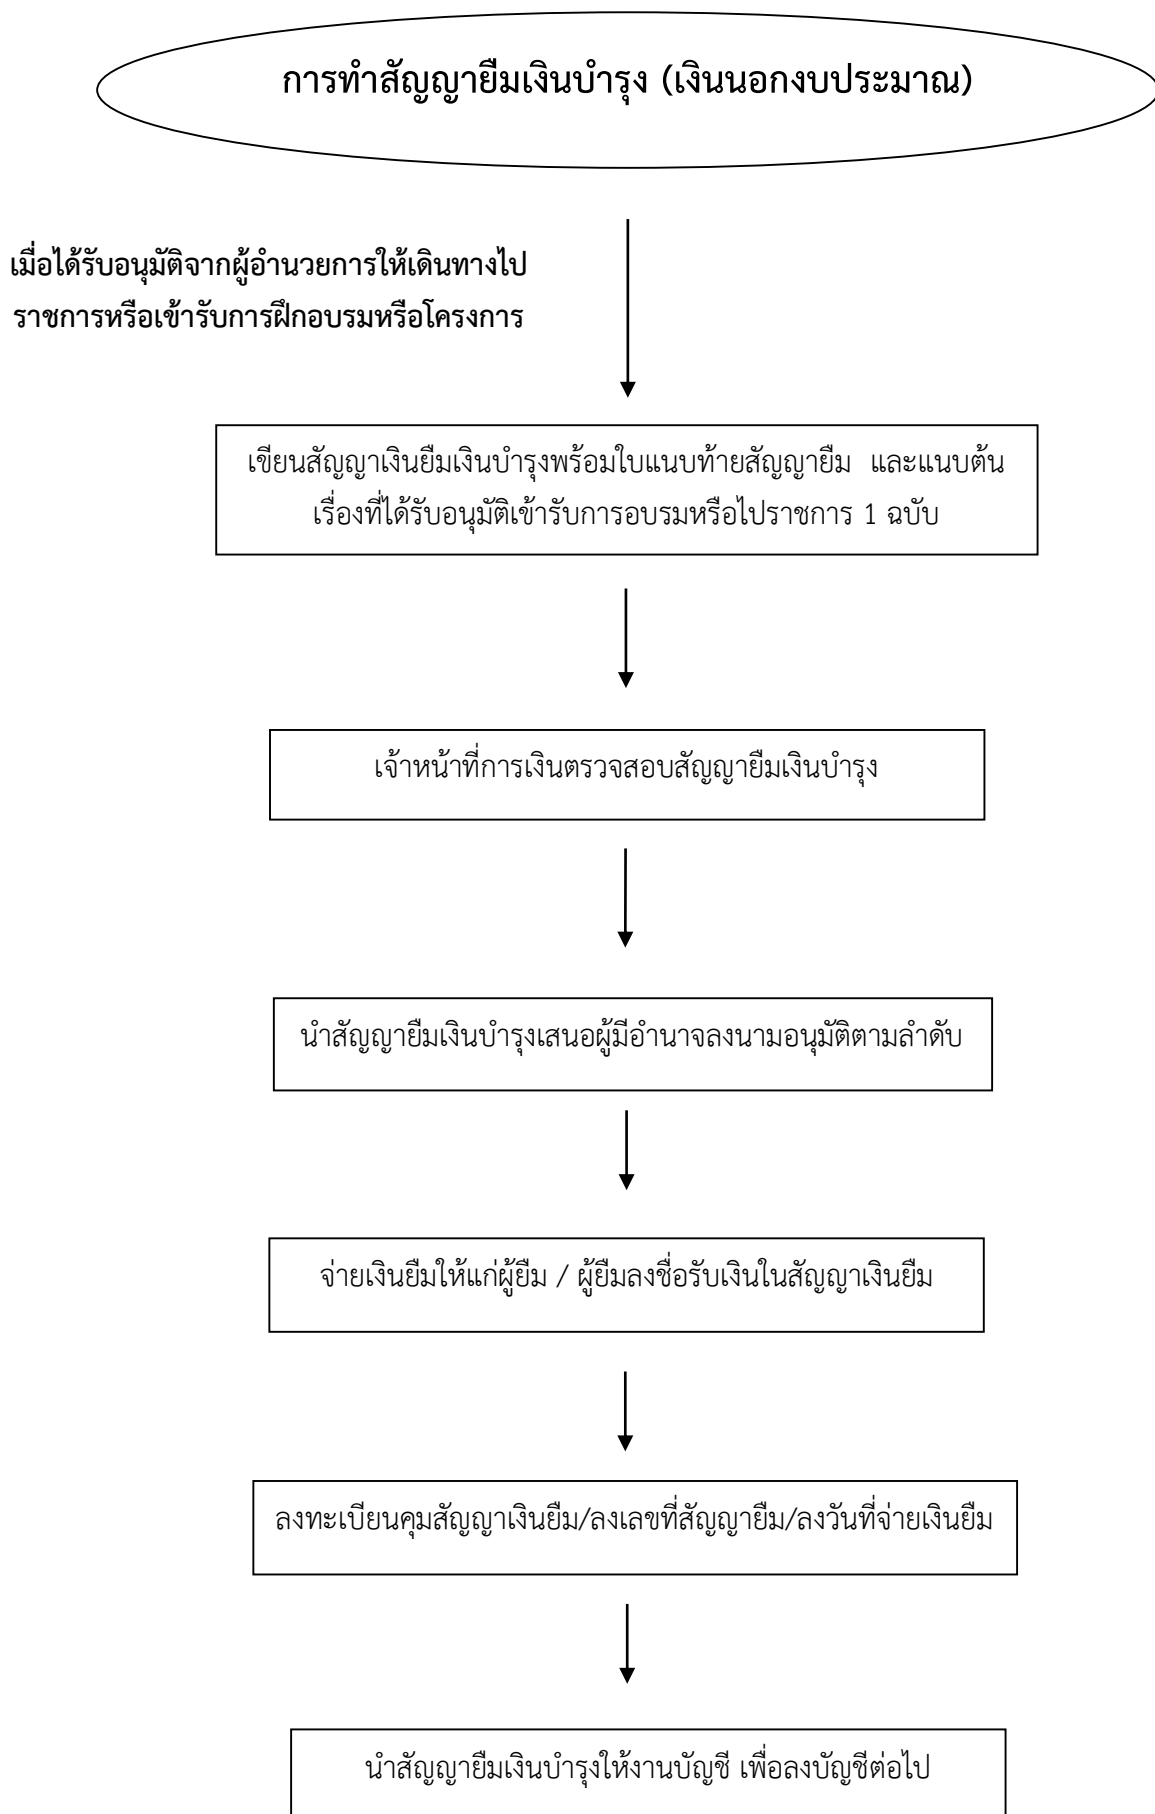 การทำสัญญายืมเงินบำรุง (เงินนอกงบประมาณ)
เมื่อได้รับอนุมัติจากผู้อำนวยการให้เดินทางไป
ราชการหรือเข้ารับการฝึกอบรมหรือโครงการ
เขียนสัญญาเงินยืมเงินบำรุงพร้อมใบแนบท้ายสัญญายืม และแนบต้น
เรื่องที่ได้รับอนุมัติเข้ารับการอบรมหรือไปราชการ 1 ฉบับ
เจ้าหน้าที่การเงินตรวจสอบสัญญายืมเงินบำรุง
นำสัญญายืมเงินบำรุงเสนอผู้มีอำนาจลงนามอนุมัติตามลำดับ
จ่ายเงินยืมให้แก่ผู้ยืม / ผู้ยืมลงชื่อรับเงินในสัญญาเงินยืม
ลงทะเบียนคุมสัญญาเงินยืม/ลงเลขที่สัญญายืม/ลงวันที่จ่ายเงินยืม
นำสัญญายืมเงินบำรุงให้งานบัญชี เพื่อลงบัญชีต่อไป